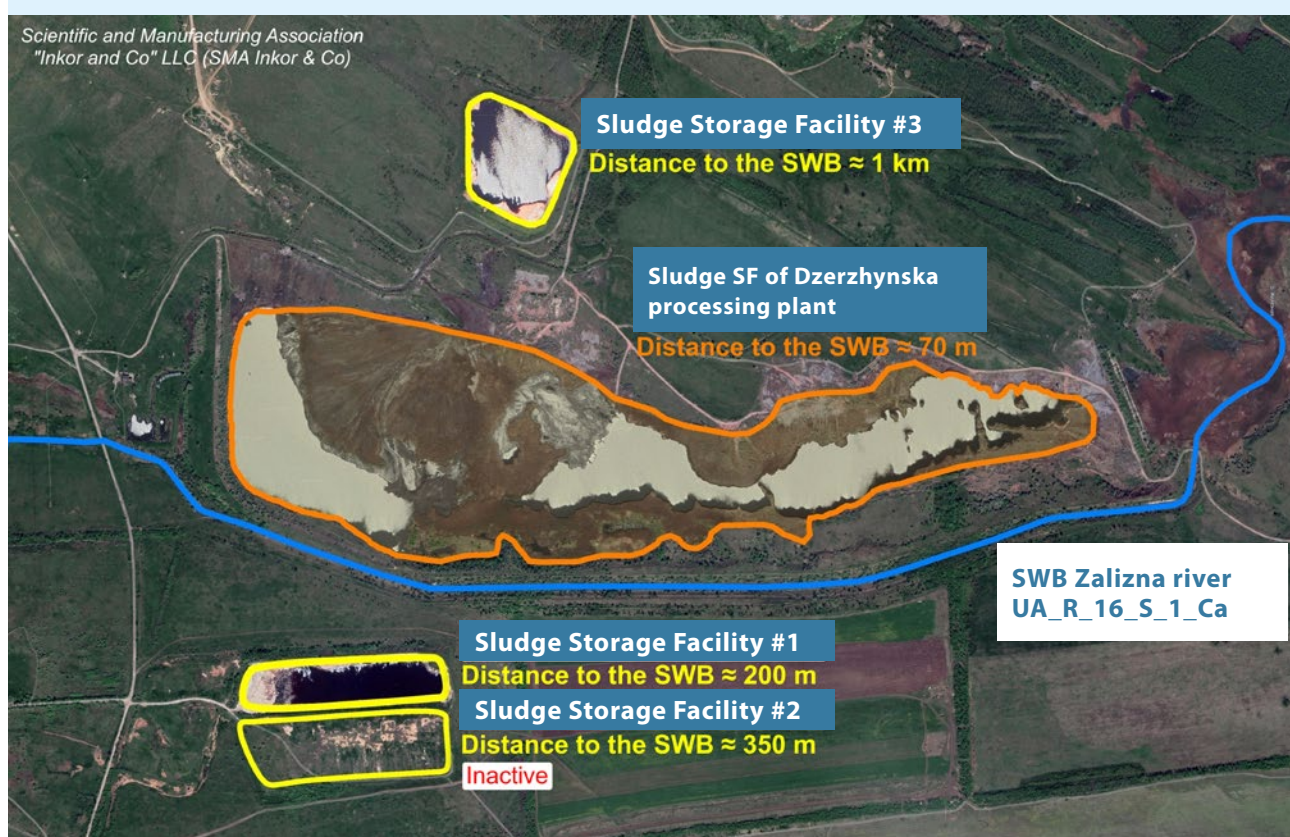 Scientific and Manufacturing Association
"Inkor and Co" LLC (SMA Inkor & Co)
Sludge Storage Facility #3
Distance to the SWB ≈ 1 km
Sludge SF of Dzerzhynska
processing plant
Distance to the SWB ≈ 70 m
SWB Zalizna river
UA_R_16_S_1_Ca
Sludge Storage Facility #1
Distance to the SWB ≈ 200 m
Sludge Storage Facility #2
Distance to the SWB ≈ 350 m
Inactive